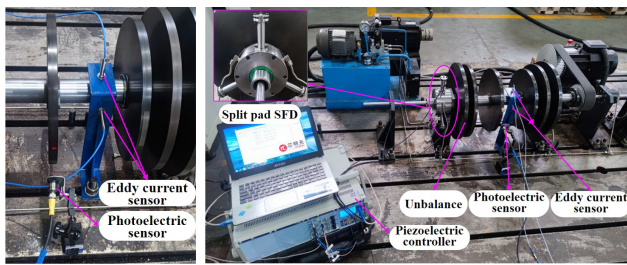 Eddy current
sensor
Photoelectric
sensor
Split pad SFD
Unbalance
Photoelectric
sensor
Eddy current
sensor
Piezoelectric
controller